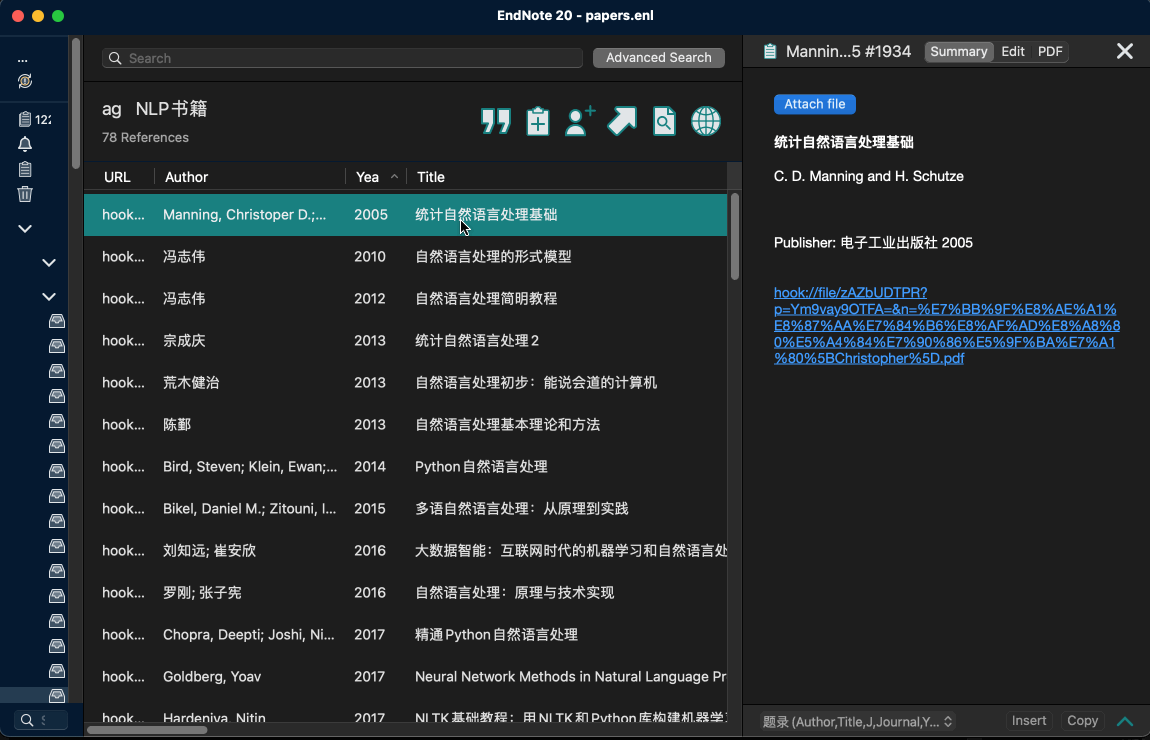 EndNote 20 - papers.enl
...
Search
Advanced Search
Mannin...5 #1934
Summary
Edit
PDF
Attach file
ag NLP书籍
78 References
统计自然语言处理基础
C. D. Manning and H. Schutze
Publisher: 电子工业出版社 2005
hook://file/zAZbUDTPR?
p=Ym9vay9OTFA=&n=%E7%BB%9F%E8%AE%A1%
E8%87%AA%E7%84%B6%E8%AF%AD%E8%A8%8
0%E5%A4%84%E7%90%86%E5%9F%BA%E7%A1
%80%5BChristopher%5D.pdf
URL Author Yea Title
hook... Manning, Christoper D.;... 2005 统计自然语言处理基础
hook... 冯志伟 2010 自然语言处理的形式模型
hook... 冯志伟 2012 自然语言处理简明教程
hook... 宗成庆 2013 统计自然语言处理2
hook... 荒木健治 2013 自然语言处理初步：能说会道的计算机
hook... 陈鄞 2013 自然语言处理基本理论和方法
hook... Bird, Steven; Klein, Ewan;... 2014 Python自然语言处理
hook... Bikel, Daniel M.; Zitouni, I... 2015 多语自然语言处理：从原理到实践
hook... 刘知远; 崔安欣 2016 大数据智能：互联网时代的机器学习和自然语言处
hook... 罗刚; 张子宪 2016 自然语言处理：原理与技术实现
hook... Chopra, Deepti; Joshi, Ni... 2017 精通Python自然语言处理
hook... Goldberg, Yoav 2017 Neural Network Methods in Natural Language Pr
hook... Hardeniya, Nitin 2017 NLTK基础教程：用NLTK和Python库构建机器学
题录 (Author,Title,J,Journal,Y...
Insert
Copy